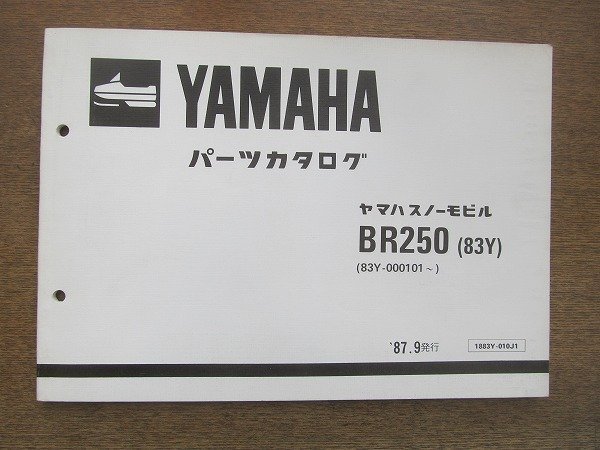 YAMAHA
パーツカタログ
ヤマハスノーモビル
BR250 (83Y)
(83Y-000101～)
'87.9発行
1883Y-010J1